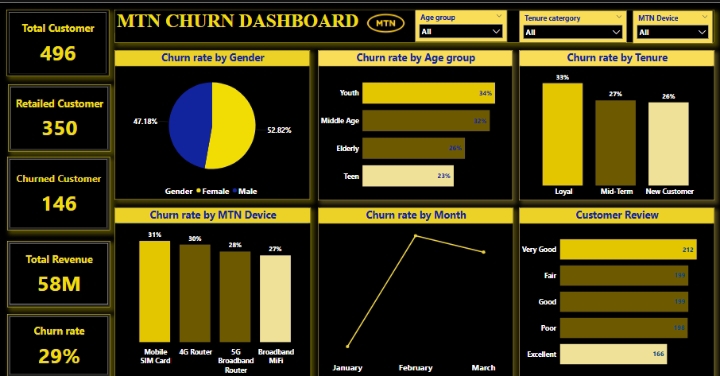 MTN CHURN DASHBOARD
MTN
Age group
All
Tenure catergory
All
MTN Device
All
Total Customer
496
Retailed Customer
350
Churned Customer
146
Total Revenue
58M
Churn rate
29%
Churn rate by Gender
47.18%
52.82%
Gender Female Male
Churn rate by Age group
Youth 34%
Middle Age 32%
Elderly 26%
Teen 23%
Churn rate by Tenure
33%
27%
26%
Loyal Mid-Term New Customer
Churn rate by MTN Device
31%
30%
28%
27%
Mobile SIM Card
4G Router
5G Broadband Router
Broadband MiFi
Churn rate by Month
January February March
Customer Review
Very Good 212
Fair
Good
Poor
Excellent 166